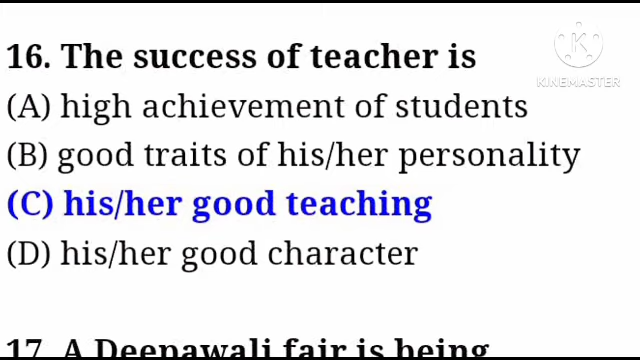 16. The success of teacher is
(A) high achievement of students
(B) good traits of his/her personality
(C) his/her good teaching
(D) his/her good character
17. A Deepawali fair is being
K
KINEMASTER